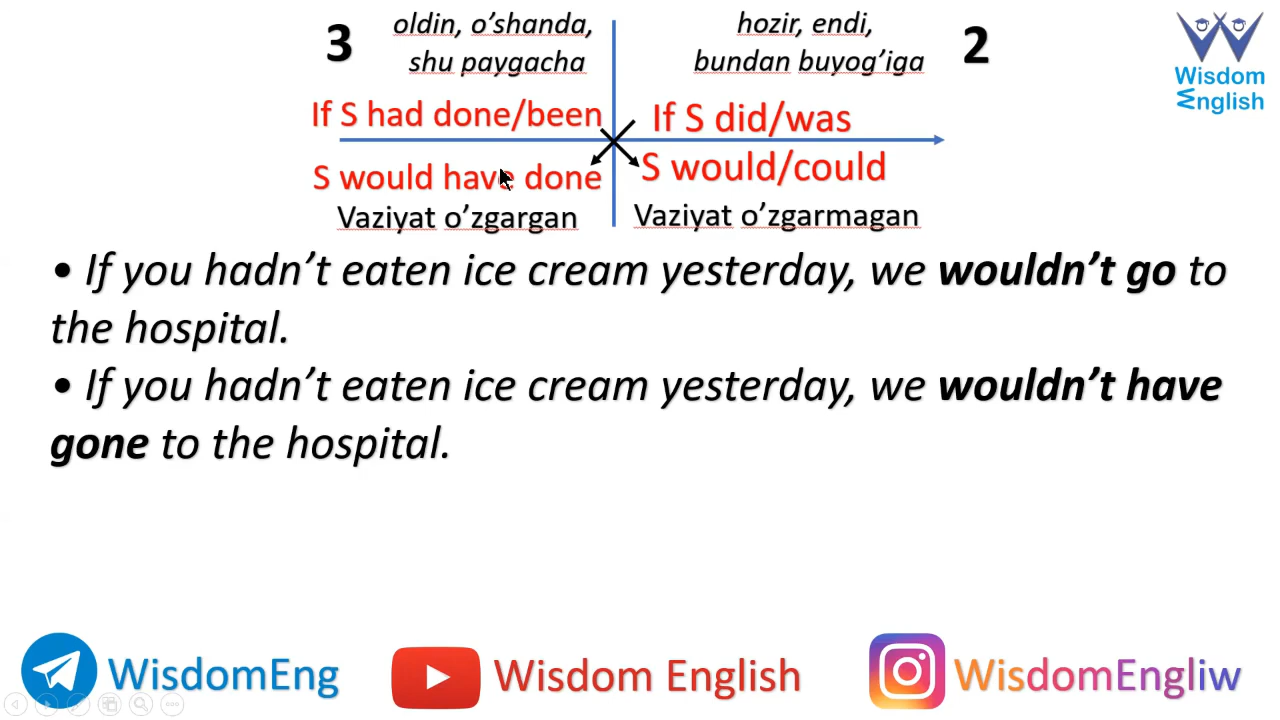 3
oldin, o’shanda,
shu paygacha
hozir, endi,
bundan buyog’iga
2
Wisdom
English
If S had done/been
If S did/was
S would have done
S would/could
Vaziyat o’zgargan
Vaziyat o’zgarmagan
• If you hadn’t eaten ice cream yesterday, we wouldn’t go to
the hospital.
• If you hadn’t eaten ice cream yesterday, we wouldn’t have
gone to the hospital.
WisdomEng
Wisdom English
WisdomEngliw